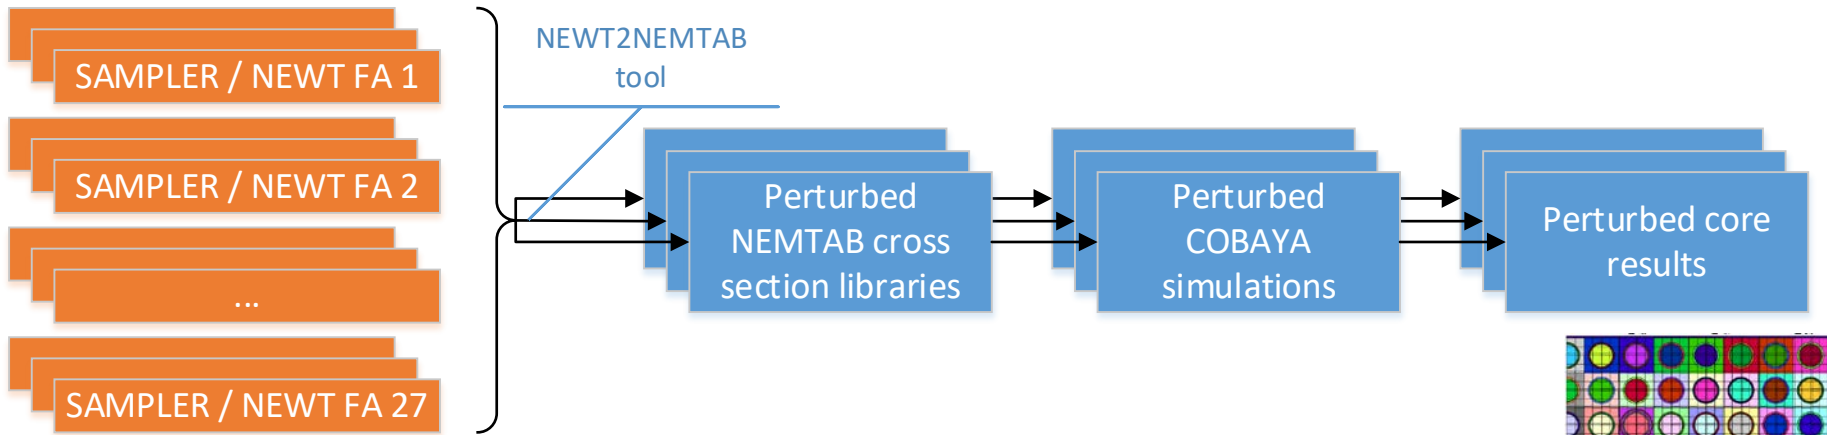 SAMPLER / NEWT FA 1
SAMPLER / NEWT FA 2
...
SAMPLER / NEWT FA 27
NEWT2NEMTAB
tool
Perturbed
NEMTAB cross
section libraries
Perturbed
COBAYA
simulations
Perturbed core
results